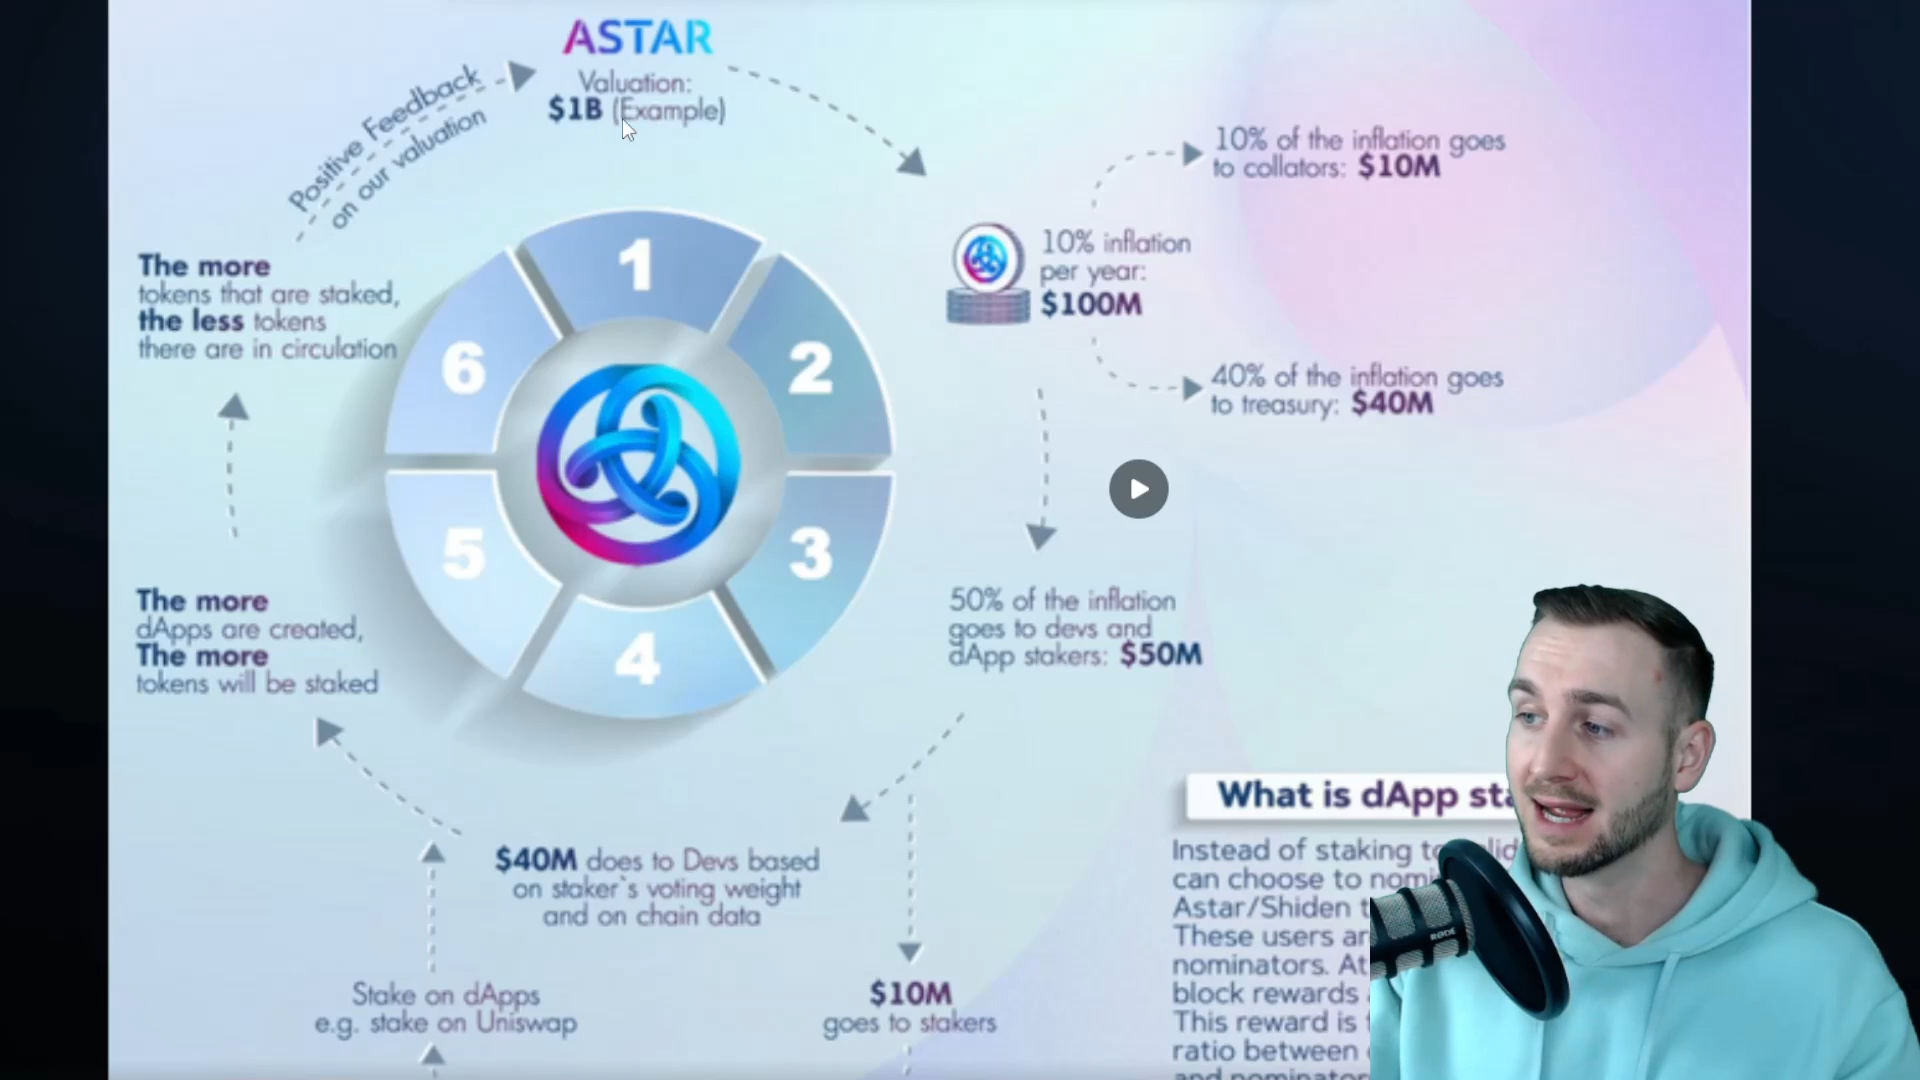 ASTAR
Valuation:
$1B (Example)
Positive Feedback
on our valuation
10% of the inflation goes
to collators: $10M
10% inflation
per year:
$100M
40% of the inflation goes
to treasury: $40M
The more
tokens that are staked,
the less tokens
there are in circulation
1
2
3
4
5
6
50% of the inflation
goes to devs and
dApp stakers: $50M
The more
dApps are created,
The more
tokens will be staked
$40M does to Devs based
on staker`s voting weight
and on chain data
Stake on dApps
e.g. stake on Uniswap
$10M
goes to stakers
What is dApp
Instead of staking
can choose to
Astar/Shiden
These users
nominators. At
block rewards
This reward is
ratio between
RØDE